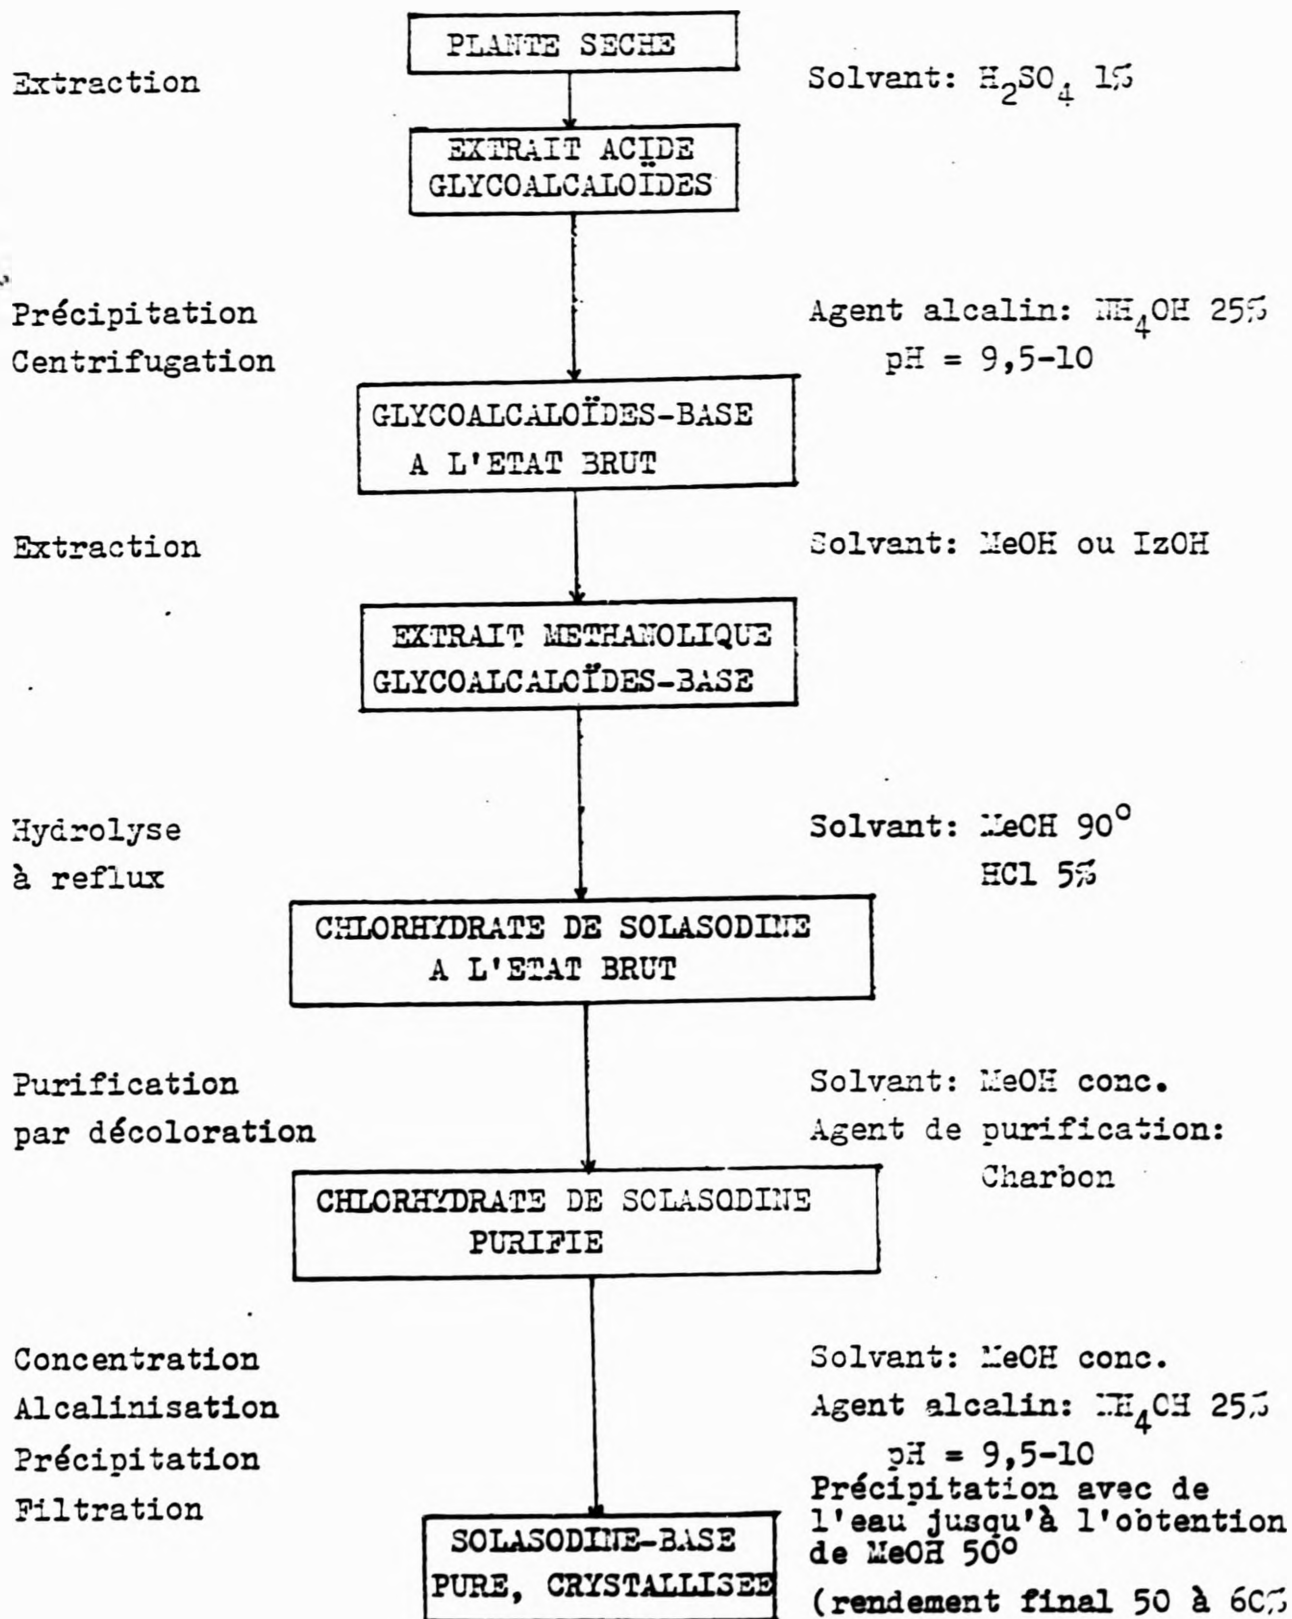 PLANTE SECHE
Extraction
Solvant: H₂SO₄ 1%
EXTRAIT ACIDE
GLYCOALCALOÏDES
Précipitation
Centrifugation
Agent alcalin: NH₄OH 25%
pH = 9,5-10
GLYCOALCALOÏDES-BASE
A L'ETAT BRUT
Extraction
Solvant: MeOH ou IzOH
EXTRAIT METHANOLIQUE
GLYCOALCALOÏDES-BASE
Hydrolyse
à reflux
Solvant: MeOH 90°
HCl 5%
CHLORHYDRATE DE SOLASODINE
A L'ETAT BRUT
Purification
par décoloration
Solvant: MeOH conc.
Agent de purification:
Charbon
CHLORHYDRATE DE SOLASODINE
PURIFIE
Concentration
Alcalinisation
Précipitation
Filtration
Solvant: MeOH conc.
Agent alcalin: NH₄OH 25%
pH = 9,5-10
Précipitation avec de
l'eau jusqu'à l'obtention
de MeOH 50°
(rendement final 50 à 60%
SOLASODINE-BASE
PURE, CRYSTALLISEE